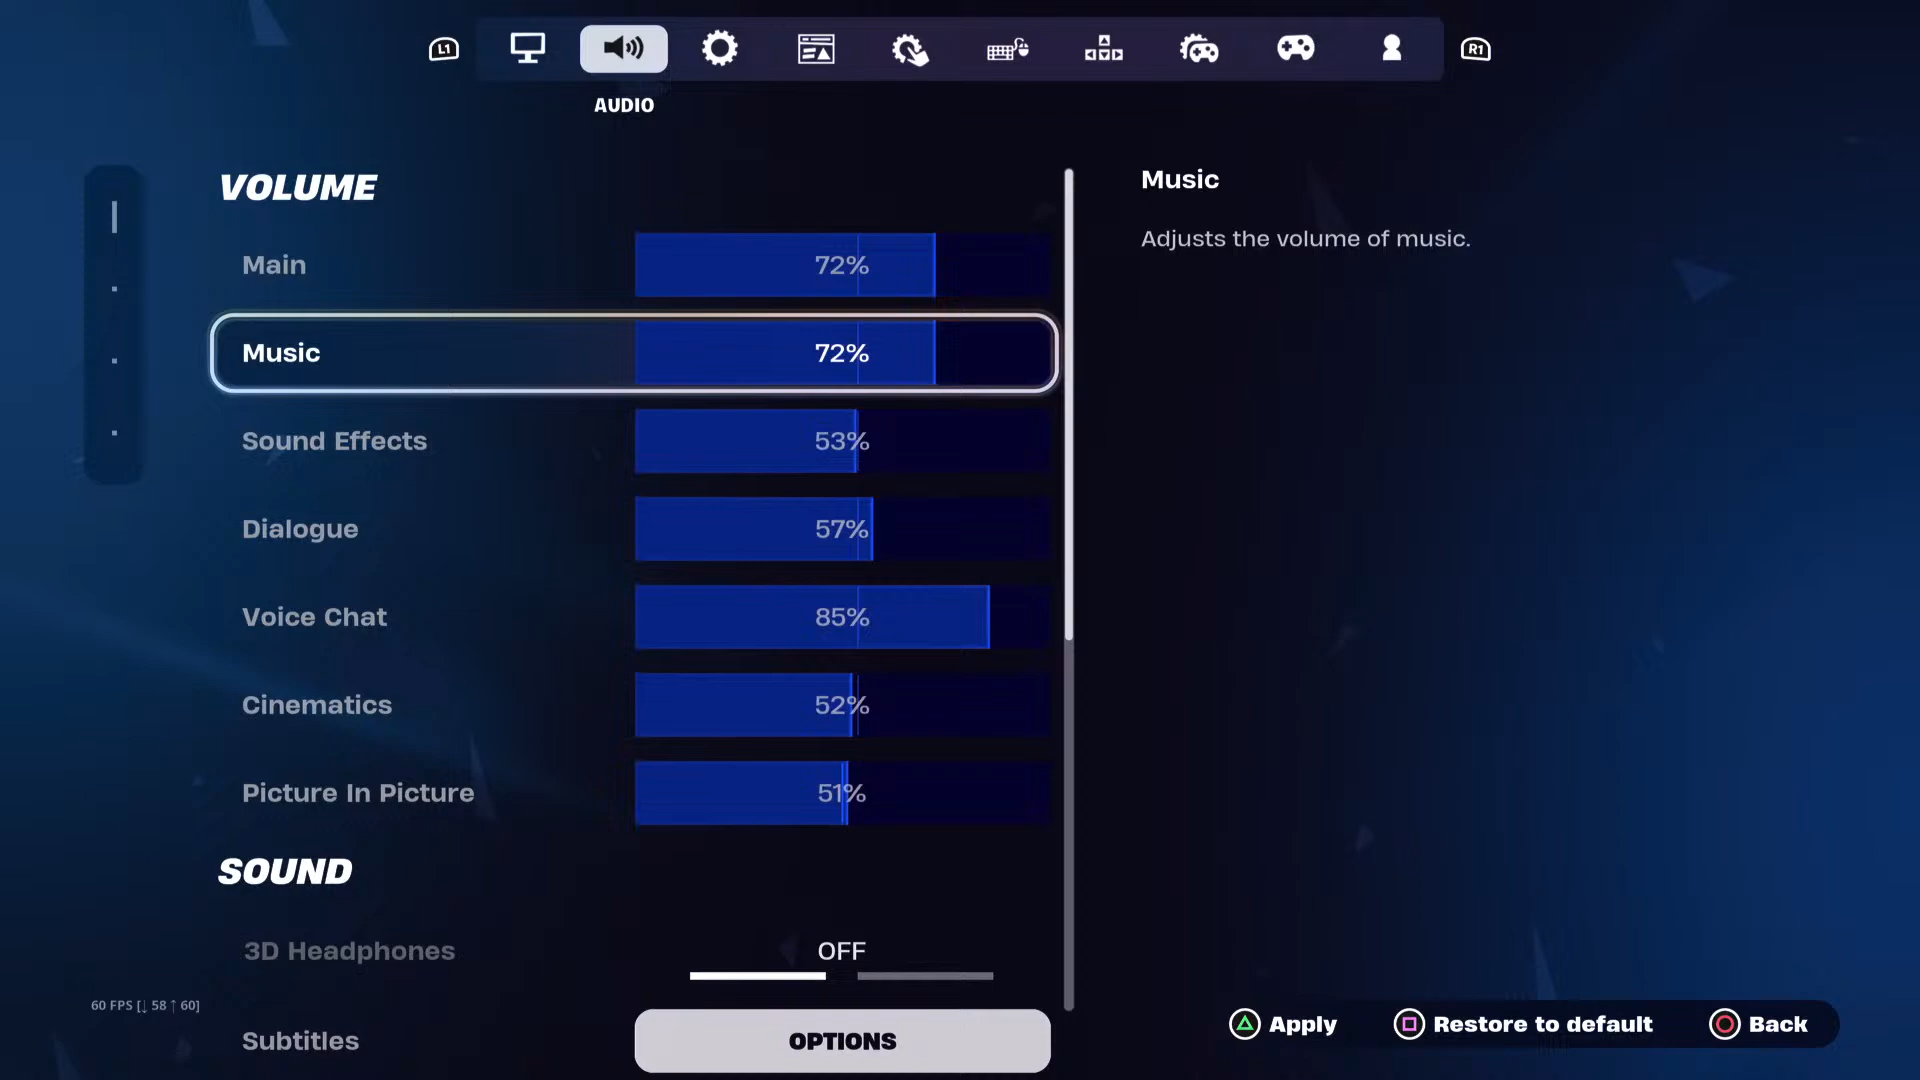 L1
R1
AUDIO
VOLUME
Main 72%
Music 72%
Sound Effects 53%
Dialogue 57%
Voice Chat 85%
Cinematics 52%
Picture In Picture 51%
SOUND
3D Headphones OFF
Subtitles OPTIONS
Music
Adjusts the volume of music.
60 FPS [↓ 58 ↑ 60]
Apply Restore to default Back